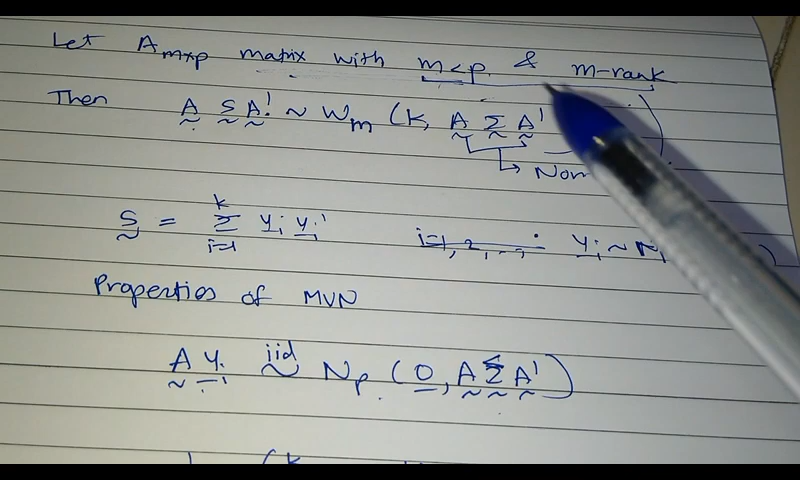 Let A m×p matrix with m<p & m-rank
Then A S A' ~ W_m (K, A Σ A')
Non
S = Σ_{i=1}^{k} y_i y_i' i=1, 2, ..., y_i ~ N
Properties of MVN
A y_i iid ~ N_p (0, A Σ A')
(K